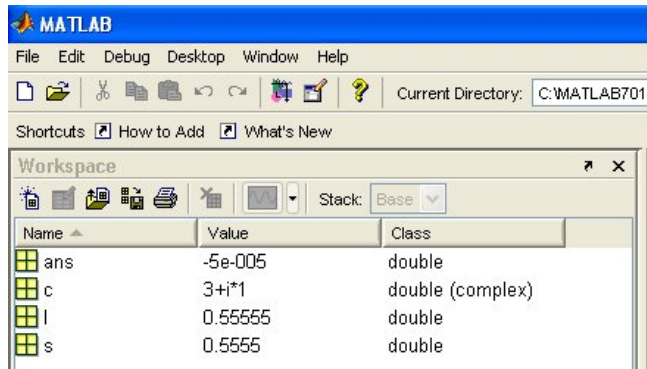 MATLAB
File Edit Debug Desktop Window Help
Current Directory: C:\MATLAB701
Shortcuts How to Add What's New
Workspace
Stack: Base
Name Value Class
ans -5e-005 double
c 3+i*1 double (complex)
l 0.55555 double
s 0.5555 double